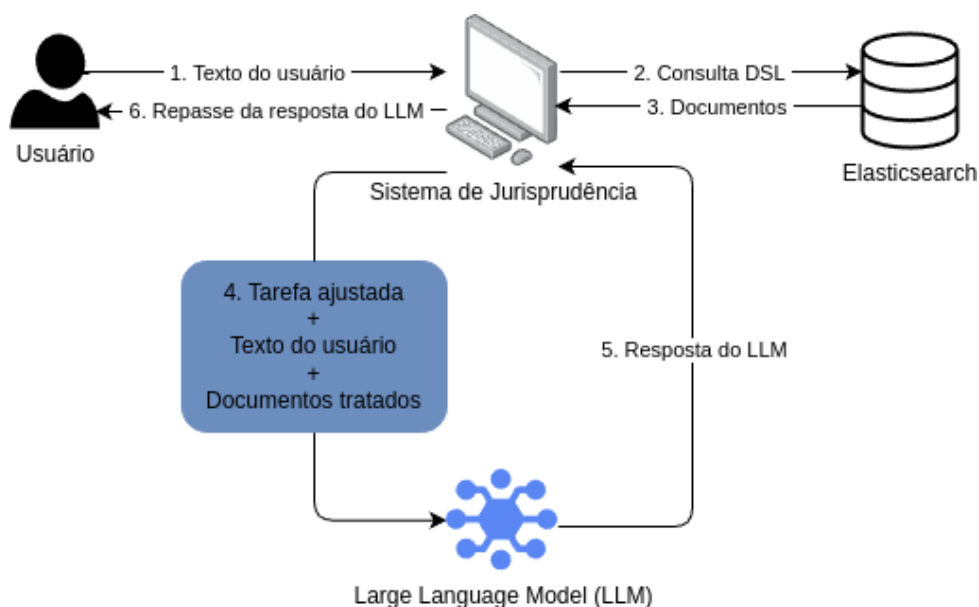 1. Texto do usuário
2. Consulta DSL
6. Repasse da resposta do LLM
3. Documentos
Usuário
Sistema de Jurisprudência
Elasticsearch
4. Tarefa ajustada
+
Texto do usuário
+
Documentos tratados
5. Resposta do LLM
Large Language Model (LLM)